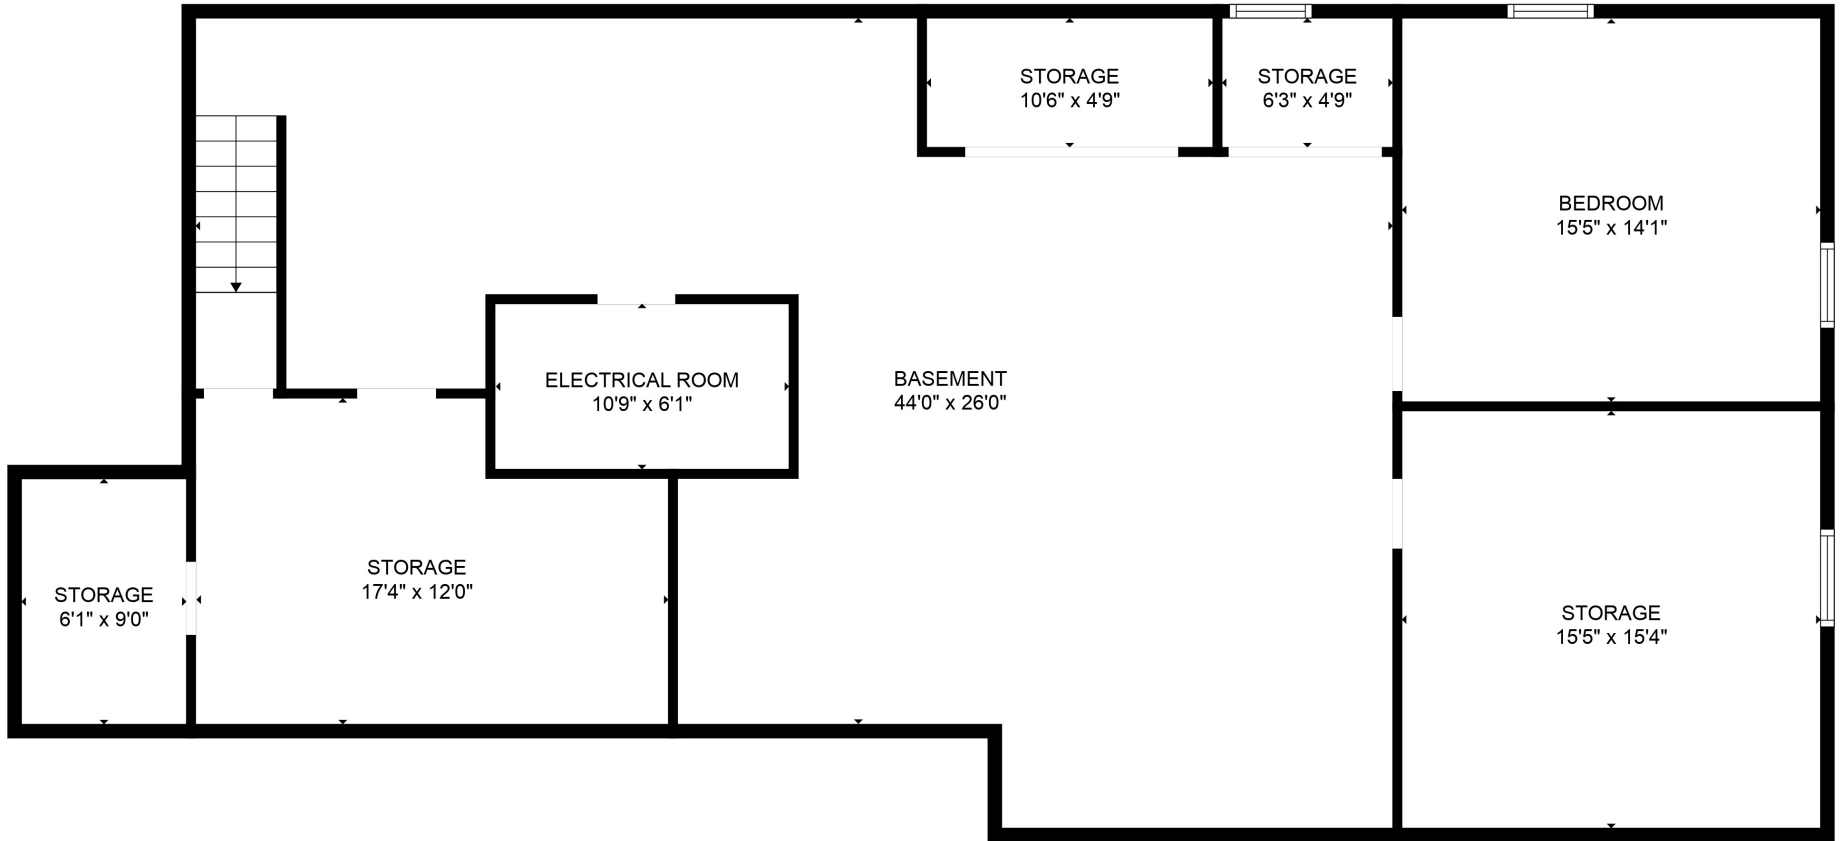 STORAGE
10'6" x 4'9"
STORAGE
6'3" x 4'9"
BEDROOM
15'5" x 14'1"
ELECTRICAL ROOM
10'9" x 6'1"
BASEMENT
44'0" x 26'0"
STORAGE
6'1" x 9'0"
STORAGE
17'4" x 12'0"
STORAGE
15'5" x 15'4"